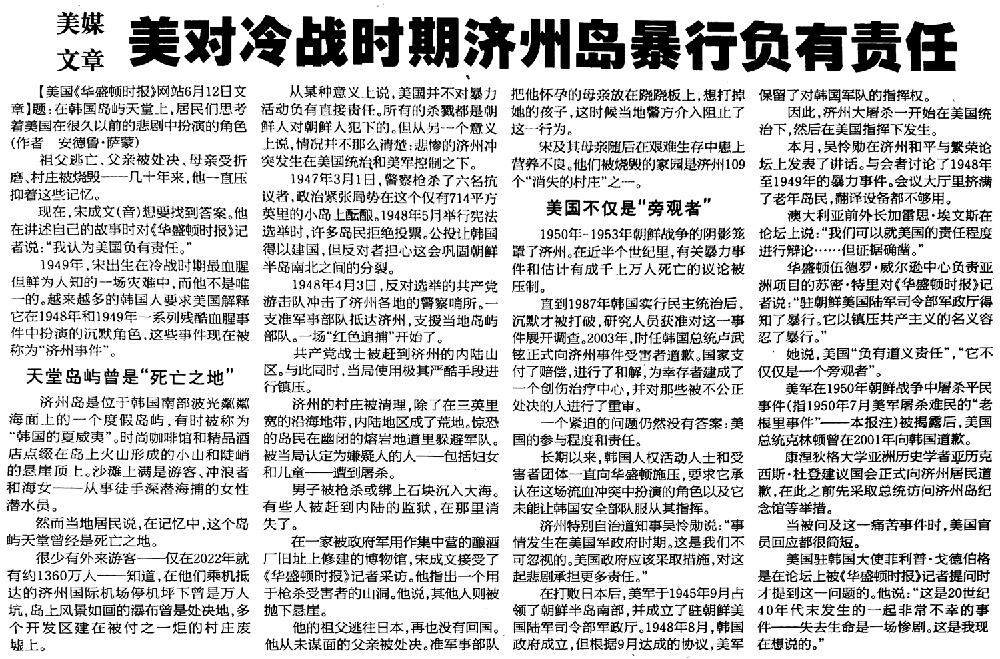 美媒
文章
美对冷战时期济州岛暴行负有责任
【美国《华盛顿时报》网站6月12日文
章】题:在韩国岛屿天堂上,居民们思考
着美国在很久以前的悲剧中扮演的角色
(作者 安德鲁·萨蒙)
祖父逃亡、父亲被处决、母亲受折
磨、村庄被烧毁——几十年来,他一直压
抑着这些记忆。
现在,宋成文(音)想要找到答案。他
在讲述自己的故事时对《华盛顿时报》记
者说:“我认为美国负有责任。”
1949年,宋出生在冷战时期最血腥
但鲜为人知的一场灾难中,而他不是唯
一的。越来越多的韩国人要求美国解释
它在1948年和1949年一系列残酷血腥事
件中扮演的沉默角色,这些事件现在被
称为“济州事件”。
天堂岛屿曾是“死亡之地”
济州岛是位于韩国南部波光粼粼
海面上的一个度假岛屿,有时被称为
“韩国的夏威夷”。时尚咖啡馆和精品酒
店点缀在岛上火山形成的小山和陡峭
的悬崖顶上。沙滩上满是游客、冲浪者
和海女——从事徒手深潜海捕的女性
潜水员。
然而当地居民说,在记忆中,这个岛
屿天堂曾经是死亡之地。
很少有外来游客——仅在2022年就
有约1360万人——知道,在他们乘机抵
达的济州国际机场停机坪下曾是万人
坑,岛上风景如画的瀑布曾是处决地,多
个开发区建在被付之一炬的村庄废
墟上。
从某种意义上说,美国并不对暴力
活动负有直接责任。所有的杀戮都是朝
鲜人对朝鲜人犯下的。但从另一个意义
上说,情况并不那么清楚:悲惨的济州冲
突发生在美国统治和美军控制之下。
1947年3月1日,警察枪杀了六名抗
议者,政治紧张局势在这个仅有714平方
英里的小岛上酝酿。1948年5月举行宪法
选举时,许多岛民拒绝投票。公投让韩国
得以建国,但反对者担心这会巩固朝鲜
半岛南北之间的分裂。
1948年4月3日,反对选举的共产党
游击队冲击了济州各地的警察哨所。一
支准军事部队抵达济州,支援当地岛屿
部队。一场“红色追捕”开始了。
共产党战士被赶到济州的内陆山
区。与此同时,当局使用极其严酷手段进
行镇压。
济州的村庄被清理,除了在三英里
宽的沿海地带,内陆地区成了荒地。惊恐
的岛民在幽闭的熔岩地道里躲避军队。
被当局认定为嫌疑人的人——包括妇女
和儿童——遭到屠杀。
男子被枪杀或绑上石块沉入大海。
有些人被赶到内陆的监狱,在那里消
失了。
在一家被政府军用作集中营的酿酒
厂旧址上修建的博物馆,宋成文接受了
《华盛顿时报》记者采访。他指出一个用
于枪杀受害者的山洞。他说,其他人则被
抛下悬崖。
他的祖父逃往日本,再也没有回国。
他从未谋面的父亲被处决。准军事部队
把他怀孕的母亲放在跷跷板上,想打掉
她的孩子,这时候当地警方介入阻止了
这一行为。
宋及其母亲随后在艰难生存中患上
营养不良。他们被烧毁的家园是济州109
个“消失的村庄”之一。
美国不仅是“旁观者”
1950年-1953年朝鲜战争的阴影笼
罩了济州。在近半个世纪里,有关暴力事
件和估计有成千上万人死亡的议论被
压制。
直到1987年韩国实行民主统治后,
沉默才被打破,研究人员获准对这一事
件展开调查。2003年,时任韩国总统卢武
铉正式向济州事件受害者道歉。国家支
付了赔偿,进行了和解,为幸存者建成了
一个创伤治疗中心,并对那些被不公正
处决的人进行了重审。
一个紧迫的问题仍然没有答案:美
国的参与程度和责任。
长期以来,韩国人权活动人士和受
害者团体一直向华盛顿施压,要求它承
认在这场流血冲突中扮演的角色以及它
未能让韩国安全部队服从其指挥。
济州特别自治道知事吴怜勋说:“事
情发生在美国军政府时期。这是我们不
可忽视的。美国政府应该采取措施,对这
起悲剧承担更多责任。”
在打败日本后,美军于1945年9月占
领了朝鲜半岛南部,并成立了驻朝鲜美
国陆军司令部军政厅。1948年8月,韩国
政府成立,但根据9月达成的协议,美军
保留了对韩国军队的指挥权。
因此,济州大屠杀一开始在美国统
治下,然后在美国指挥下发生。
本月,吴怜勋在济州和平与繁荣论
坛上发表了讲话。与会者讨论了1948年
至1949年的暴力事件。会议大厅里挤满
了老年岛民,翻译设备都不够用。
澳大利亚前外长加雷思·埃文斯在
论坛上说:“我们可以就美国的责任程度
进行辩论……但证据确凿。”
华盛顿伍德罗·威尔逊中心负责亚
洲项目的苏密·特里对《华盛顿时报》记
者说:“驻朝鲜美国陆军司令部军政厅得
知了暴行。它以镇压共产主义的名义容
忍了暴行。”
她说,美国“负有道义责任”,“它不
仅仅是一个旁观者”。
美军在1950年朝鲜战争中屠杀平民
事件(指1950年7月美军屠杀难民的“老
根里事件”——本报注)被揭露后,美国
总统克林顿曾在2001年向韩国道歉。
康涅狄格大学亚洲历史学者亚历克
西斯·杜登建议国会正式向济州居民道
歉,在此之前先采取总统访问济州岛纪
念馆等举措。
当被问及这一痛苦事件时,美国官
员回应都很简短。
美国驻韩国大使菲利普·戈德伯格
是在论坛上被《华盛顿时报》记者提问时
才提到这一问题的。他说:“这是20世纪
40年代末发生的一起非常不幸的事
件——失去生命是一场惨剧。这是我现
在想说的。”